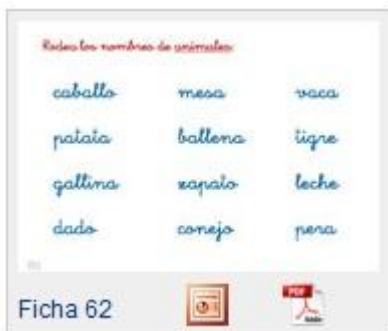 Rodea los nombres de animales:
caballo mesa vaca
patata ballena tigre
gallina zapato leche
dado conejo pera
Ficha 62
PDF